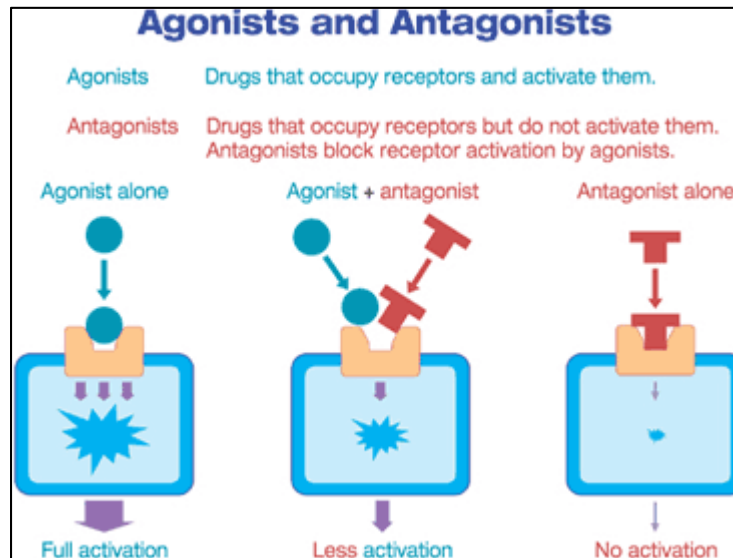 Agonists and Antagonists
Agonists Drugs that occupy receptors and activate them.
Antagonists Drugs that occupy receptors but do not activate them.
Antagonists block receptor activation by agonists.
Agonist alone
Agonist + antagonist
Antagonist alone
Full activation
Less activation
No activation